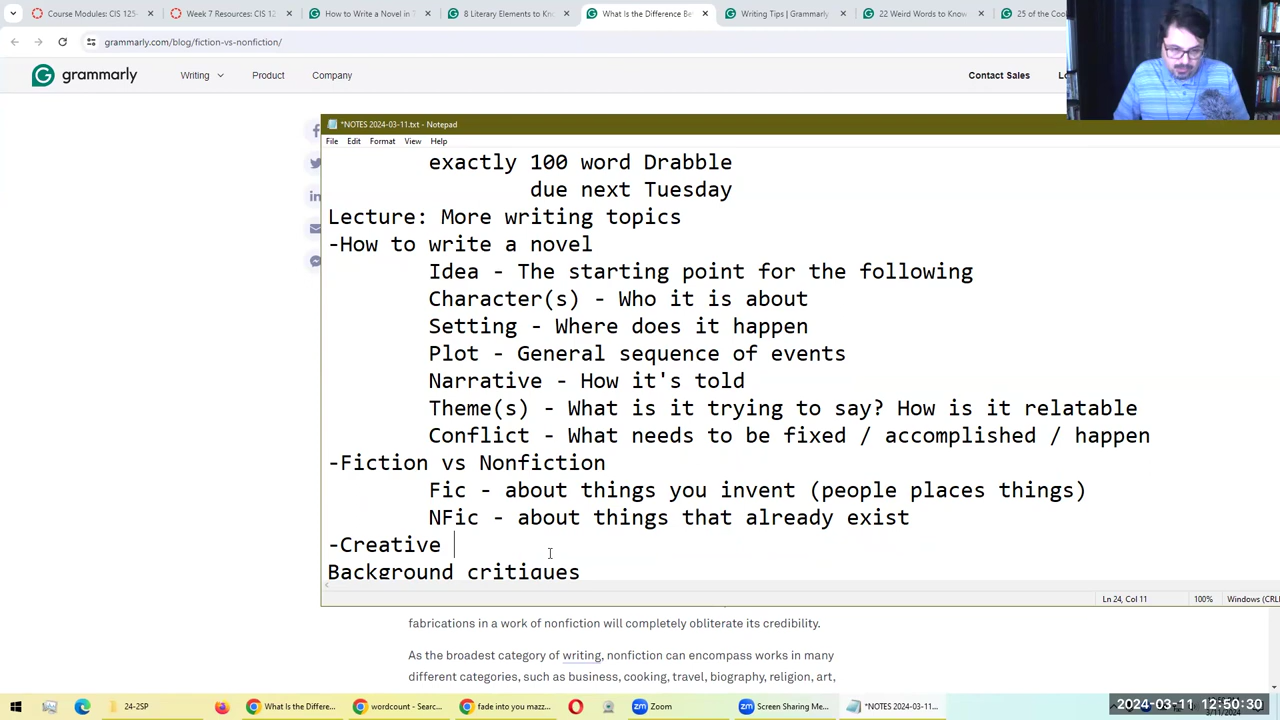 Course Modules: CIS 125-
Week 7 Resources: CIS 12
How to Write a Novel in 7
8 Literary Elements to Kn
What Is the Difference Be
Writing Tips | Grammarly
22 Weird Words to Know
25 of the Coo
grammarly.com/blog/fiction-vs-nonfiction/
grammarly
Writing
Product
Company
Contact Sales
*NOTES 2024-03-11.txt - Notepad
File Edit Format View Help
exactly 100 word Drabble
due next Tuesday
Lecture: More writing topics
-How to write a novel
Idea - The starting point for the following
Character(s) - Who it is about
Setting - Where does it happen
Plot - General sequence of events
Narrative - How it's told
Theme(s) - What is it trying to say? How is it relatable
Conflict - What needs to be fixed / accomplished / happen
-Fiction vs Nonfiction
Fic - about things you invent (people places things)
NFic - about things that already exist
-Creative
Background critiques
Ln 24, Col 11
100%
Windows (CRL
fabrications in a work of nonfiction will completely obliterate its credibility.
As the broadest category of writing, nonfiction can encompass works in many
different categories, such as business, cooking, travel, biography, religion, art,
24-2SP
What Is the Differe...
wordcount - Searc...
fade into you mazz...
Zoom
Screen Sharing Me...
*NOTES 2024-03-11...
2024-03-11 12:50:30